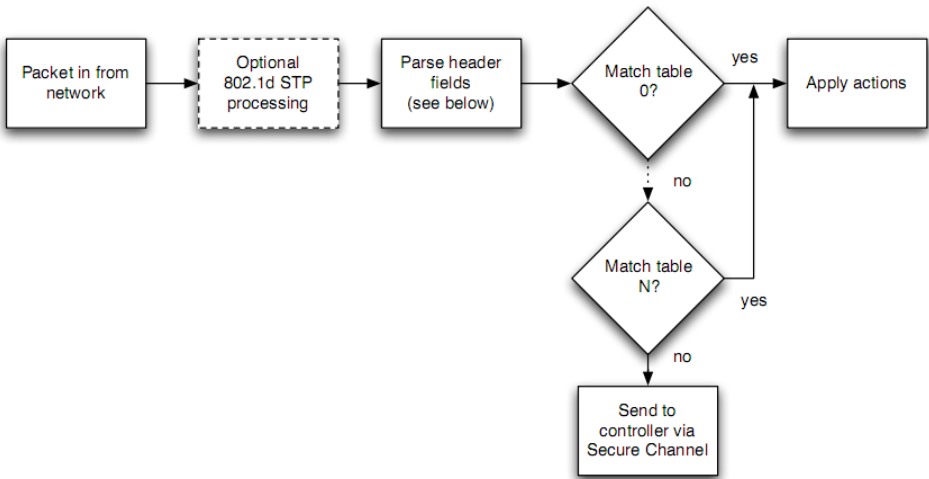 Packet in from
network
Optional
802.1d STP
processing
Parse header
fields
(see below)
Match table
0?
yes
Apply actions
no
Match table
N?
yes
no
Send to
controller via
Secure Channel